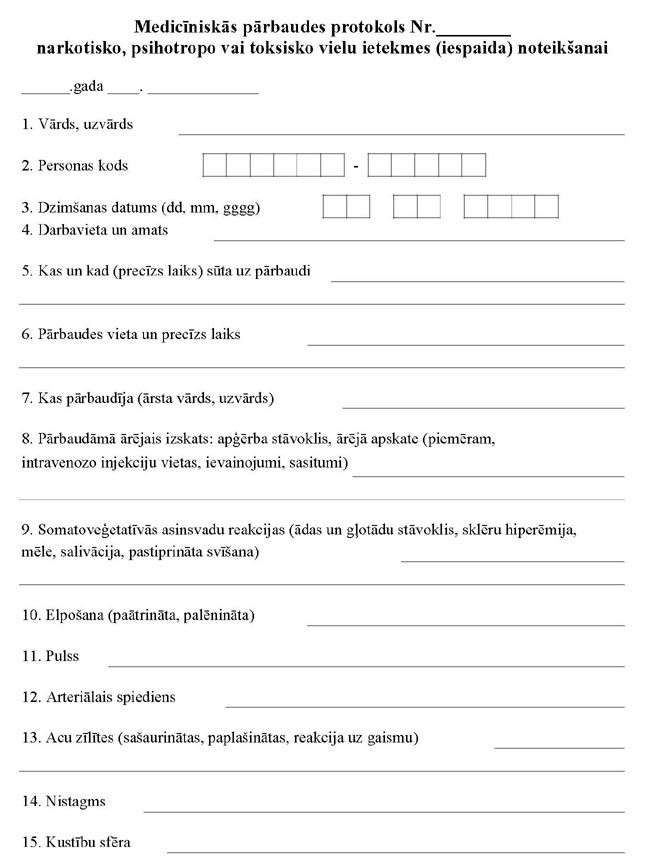 Medicīniskās pārbaudes protokols Nr.________
narkotisko, psihotropo vai toksisko vielu ietekmes (iespaida) noteikšanai
______.gada ____. ______________
1. Vārds, uzvārds
2. Personas kods -
3. Dzimšanas datums (dd, mm, gggg)
4. Darbavieta un amats
5. Kas un kad (precīzs laiks) sūta uz pārbaudi
6. Pārbaudes vieta un precīzs laiks
7. Kas pārbaudīja (ārsta vārds, uzvārds)
8. Pārbaudāmā ārējais izskats: apģērba stāvoklis, ārējā apskate (piemēram,
intravenozo injekciju vietas, ievainojumi, sasitumi)
9. Somatoveģetatīvās asinsvadu reakcijas (ādas un gļotādu stāvoklis, sklēru hiperēmija,
mēle, salivācija, pastiprināta svīšana)
10. Elpošana (paātrināta, palēnināta)
11. Pulss
12. Arteriālais spiediens
13. Acu zīlītes (sašaurinātas, paplašinātas, reakcija uz gaismu)
14. Nistagms
15. Kustību sfēra